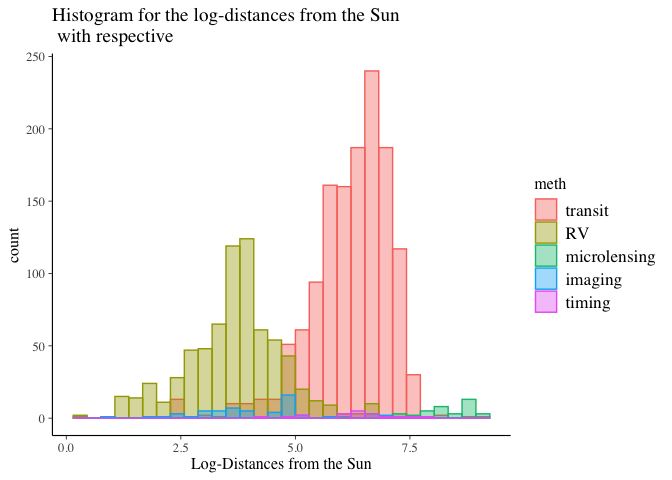 Histogram for the log-distances from the Sun
with respective
250
200
150
100
50
0
count
0.0
2.5
5.0
7.5
Log-Distances from the Sun
meth
transit
RV
microlensing
imaging
timing